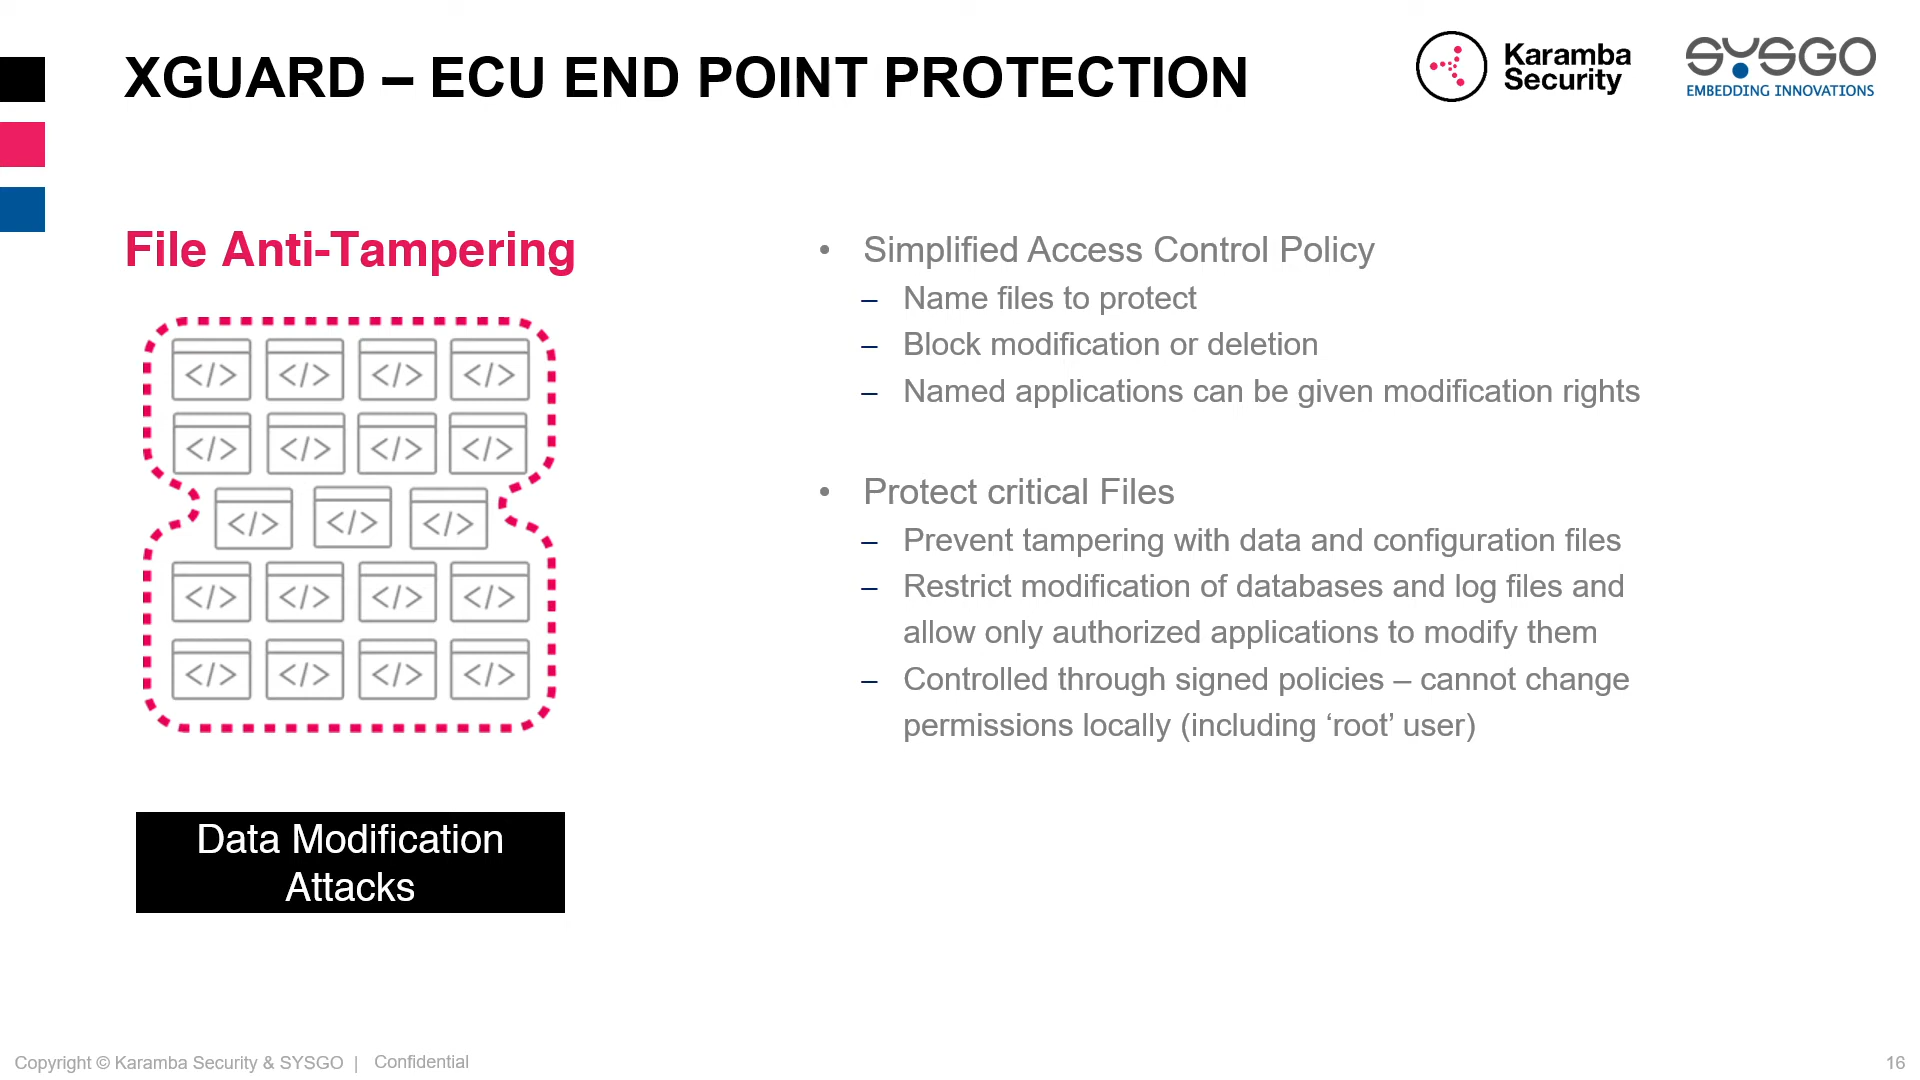 XGUARD – ECU END POINT PROTECTION
Karamba
Security
SYSGO
EMBEDDING INNOVATIONS
File Anti-Tampering
</> </> </> </>
</> </> </> </>
</> </> </>
</> </> </> </>
</> </> </> </>
Data Modification
Attacks
• Simplified Access Control Policy
– Name files to protect
– Block modification or deletion
– Named applications can be given modification rights
• Protect critical Files
– Prevent tampering with data and configuration files
– Restrict modification of databases and log files and
allow only authorized applications to modify them
– Controlled through signed policies – cannot change
permissions locally (including ‘root’ user)
Copyright © Karamba Security & SYSGO | Confidential
16